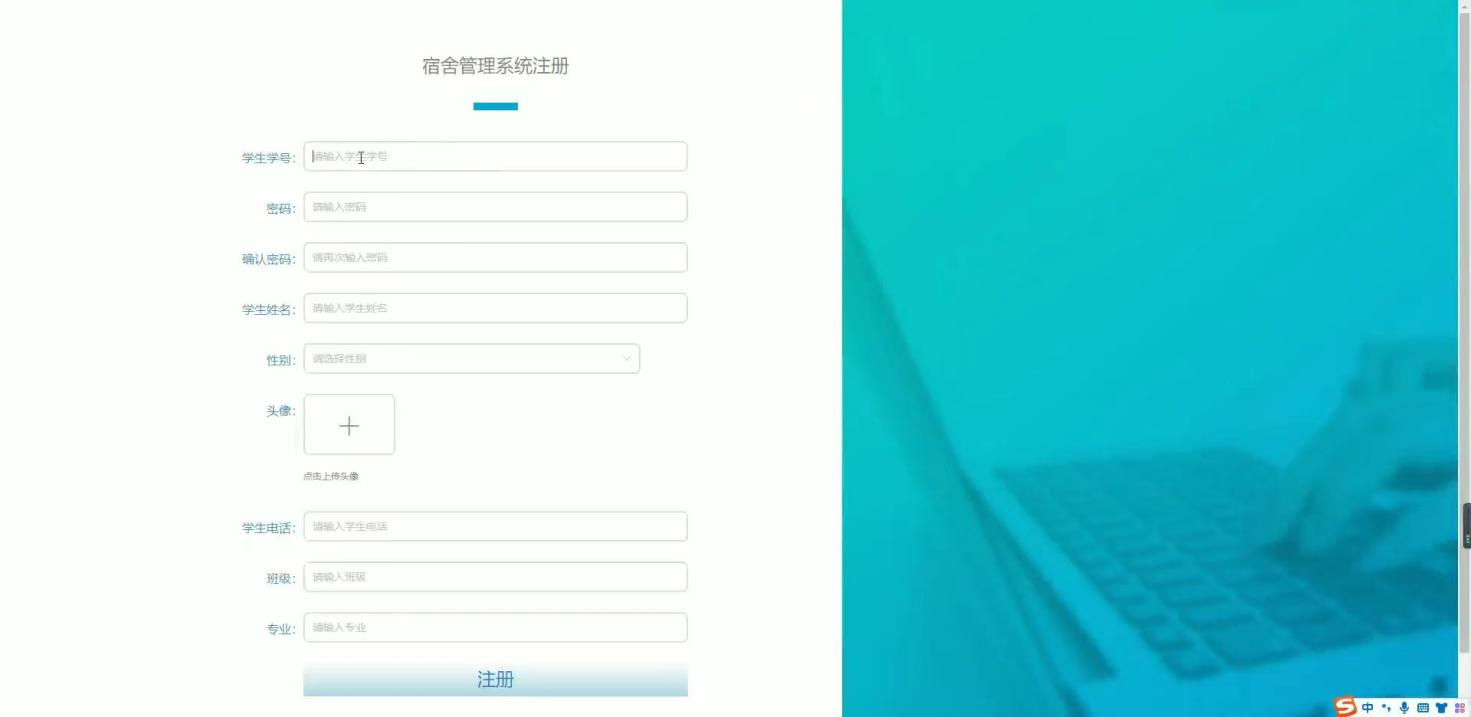 宿舍管理系统注册
学生学号：
请输入学生学号
密码：
请输入密码
确认密码：
请再次输入密码
学生姓名：
请输入学生姓名
性别：
请选择性别
头像：
点击上传头像
学生电话：
请输入学生电话
班级：
请输入班级
专业：
请输入专业
注册
中